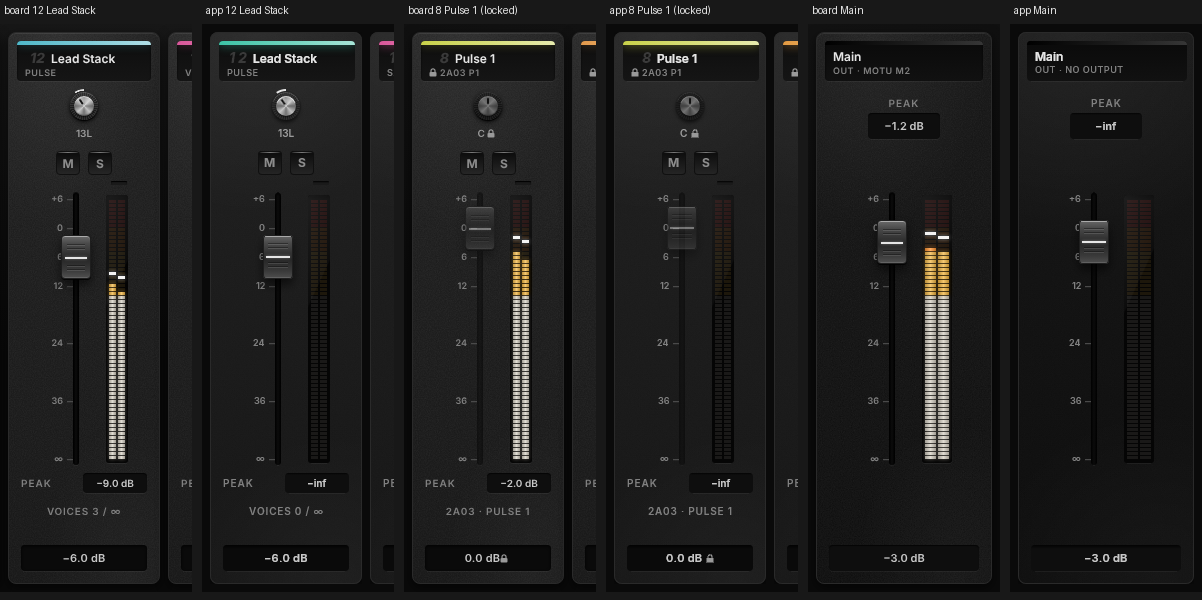 board 12 Lead Stack
12 Lead Stack
PULSE
13L
M S
+6
0
6
12
24
36
∞
PEAK −9.0 dB
VOICES 3 / ∞
−6.0 dB
V
PE
app 12 Lead Stack
12 Lead Stack
PULSE
13L
M S
+6
0
6
12
24
36
∞
PEAK −inf
VOICES 0 / ∞
−6.0 dB
S
PE
board 8 Pulse 1 (locked)
8 Pulse 1
2A03 P1
C
M S
+6
0
6
12
24
36
∞
PEAK −2.0 dB
2A03 · PULSE 1
0.0 dB
PE
app 8 Pulse 1 (locked)
8 Pulse 1
2A03 P1
C
M S
+6
0
6
12
24
36
∞
PEAK −inf
2A03 · PULSE 1
0.0 dB
PE
board Main
Main
OUT · MOTU M2
PEAK
−1.2 dB
+6
0
6
12
24
36
∞
−3.0 dB
app Main
Main
OUT · NO OUTPUT
PEAK
−inf
+6
0
6
12
24
36
∞
−3.0 dB